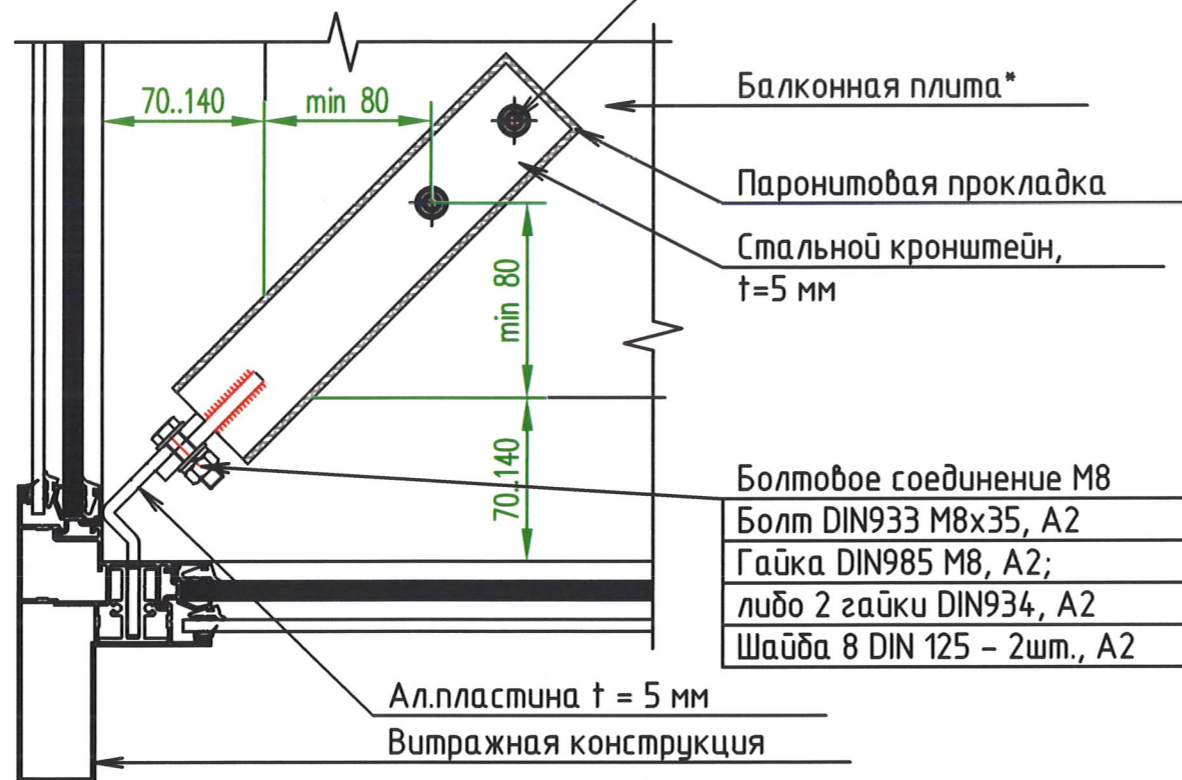 70..140
min 80
Балконная плита*
Паронитовая прокладка
Стальной кронштейн,
t=5 мм
min 80
70..140
Болтовое соединение М8
Болт DIN933 M8x35, A2
Гайка DIN985 M8, A2;
либо 2 гайки DIN934, A2
Шайба 8 DIN 125 – 2шт., A2
Ал.пластина t = 5 мм
Витражная конструкция